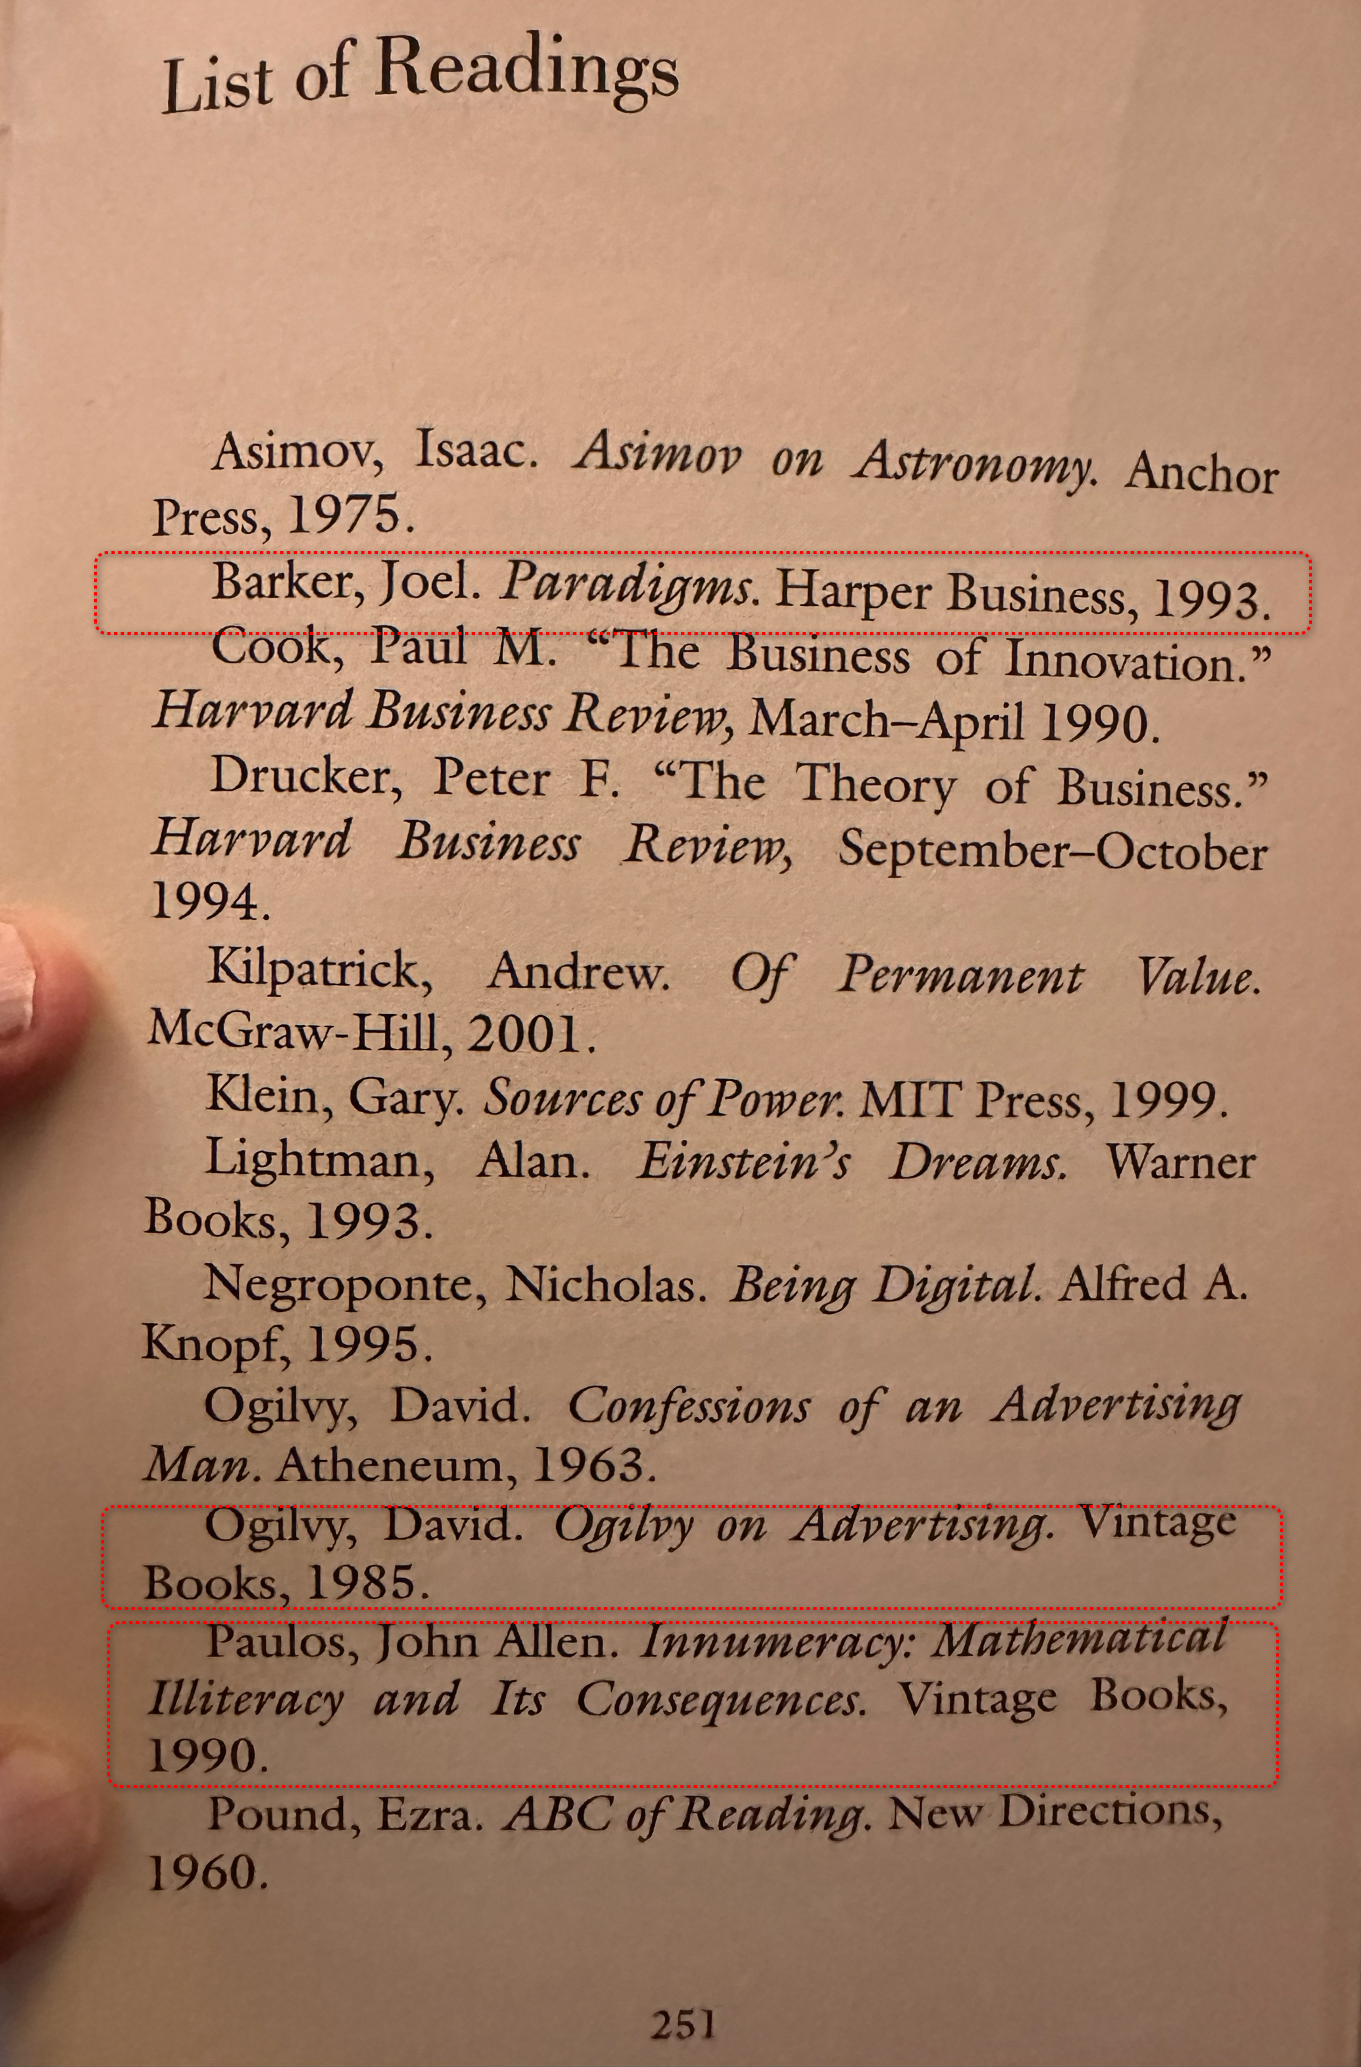 List of Readings
Asimov, Isaac. Asimov on Astronomy. Anchor
Press, 1975.
Barker, Joel. Paradigms. Harper Business, 1993.
Cook, Paul M. “The Business of Innovation.”
Harvard Business Review, March–April 1990.
Drucker, Peter F. “The Theory of Business.”
Harvard Business Review, September–October
1994.
Kilpatrick, Andrew. Of Permanent Value.
McGraw-Hill, 2001.
Klein, Gary. Sources of Power. MIT Press, 1999.
Lightman, Alan. Einstein’s Dreams. Warner
Books, 1993.
Negroponte, Nicholas. Being Digital. Alfred A.
Knopf, 1995.
Ogilvy, David. Confessions of an Advertising
Man. Atheneum, 1963.
Ogilvy, David. Ogilvy on Advertising. Vintage
Books, 1985.
Paulos, John Allen. Innumeracy: Mathematical
Illiteracy and Its Consequences. Vintage Books,
1990.
Pound, Ezra. ABC of Reading. New Directions,
1960.
251